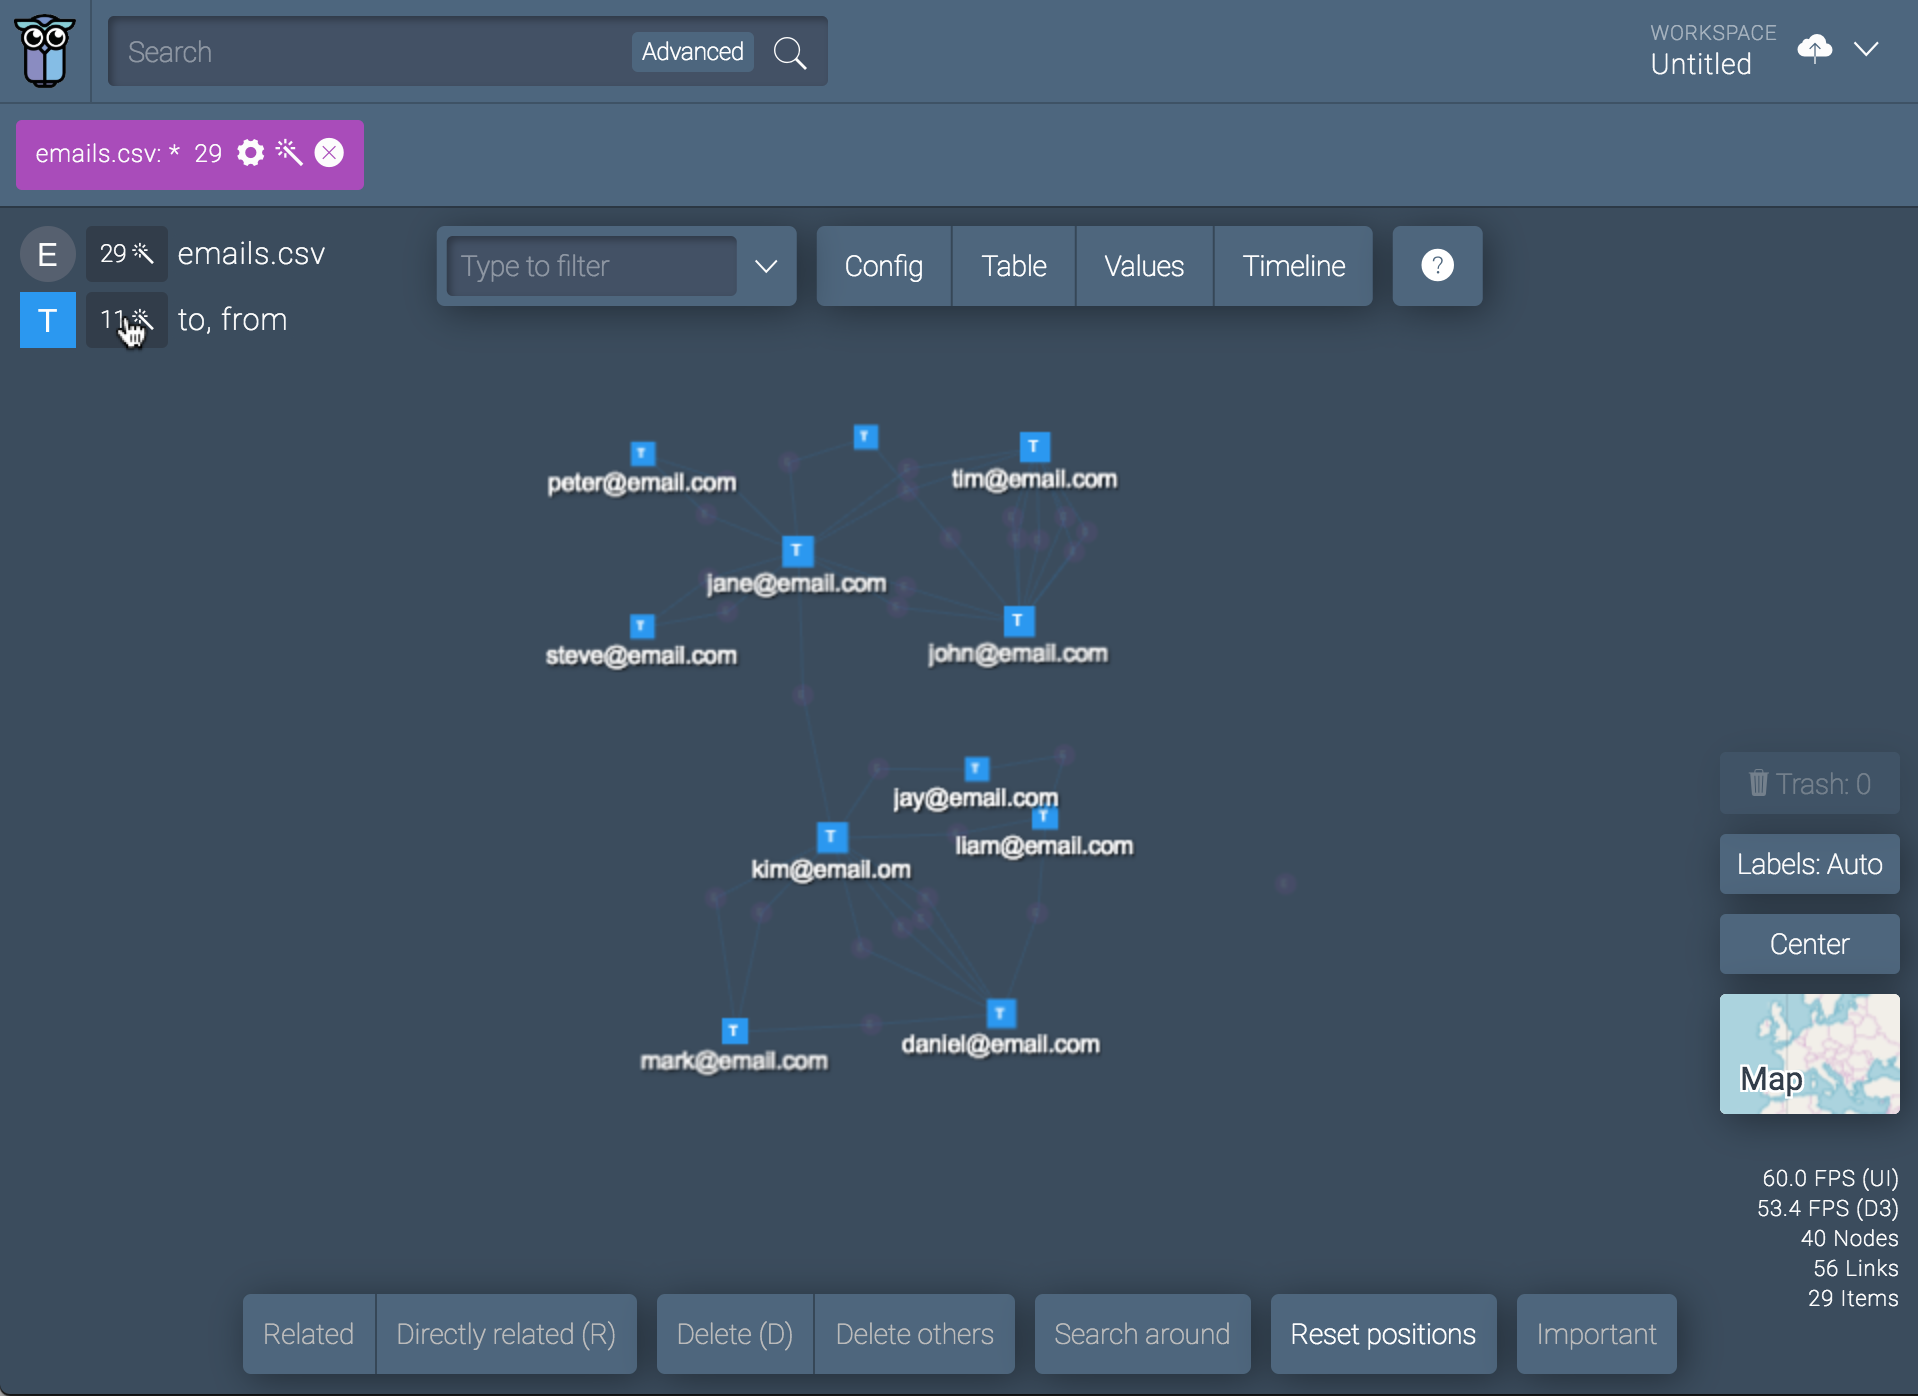 Search
Advanced
WORKSPACE
Untitled
emails.csv: * 29
E 29 emails.csv
T 11 to, from
Type to filter
Config
Table
Values
Timeline
?
T
peter@email.com
T
T
tim@email.com
T
jane@email.com
T
steve@email.com
T
john@email.com
T
jay@email.com
T
liam@email.com
T
kim@email.om
T
mark@email.com
T
daniel@email.com
Trash: 0
Labels: Auto
Center
Map
60.0 FPS (UI)
53.4 FPS (D3)
40 Nodes
56 Links
29 Items
Related
Directly related (R)
Delete (D)
Delete others
Search around
Reset positions
Important